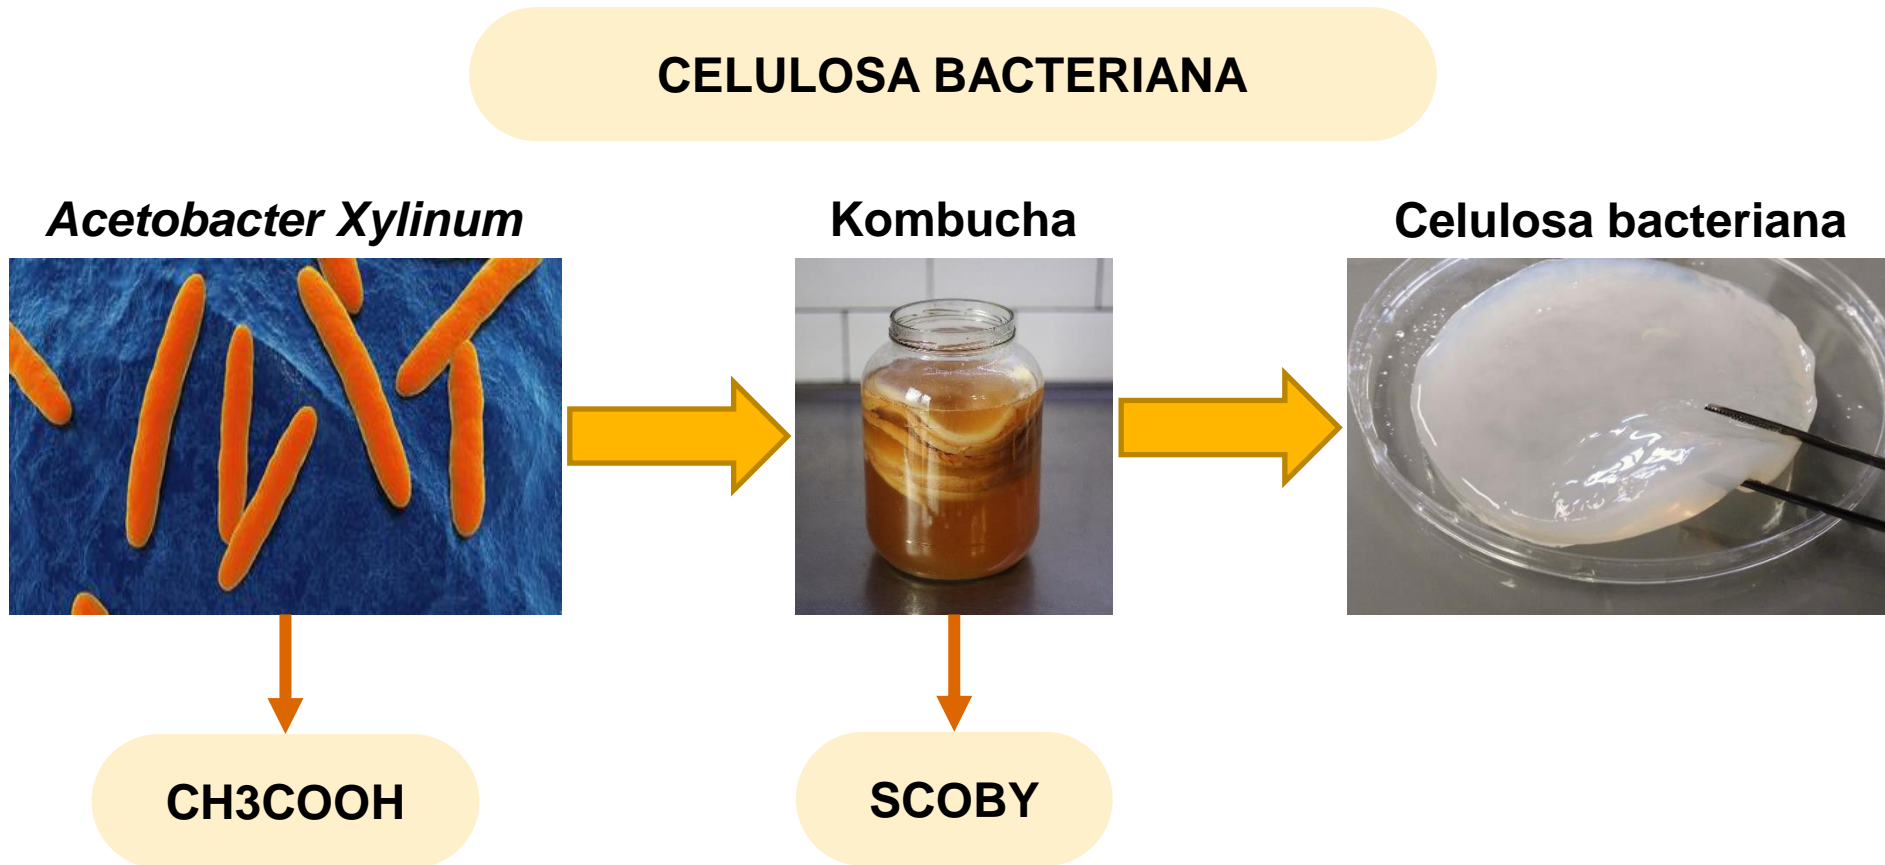 CELULOSA BACTERIANA
Acetobacter Xylinum
Kombucha
Celulosa bacteriana
CH3COOH
SCOBY